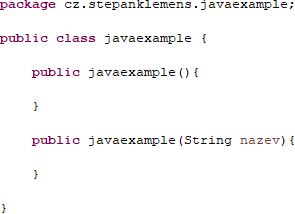 package cz.stepanklemens.javaexample;
public class javaexample {
public javaexample(){
}
public javaexample(String nazev){
}
}